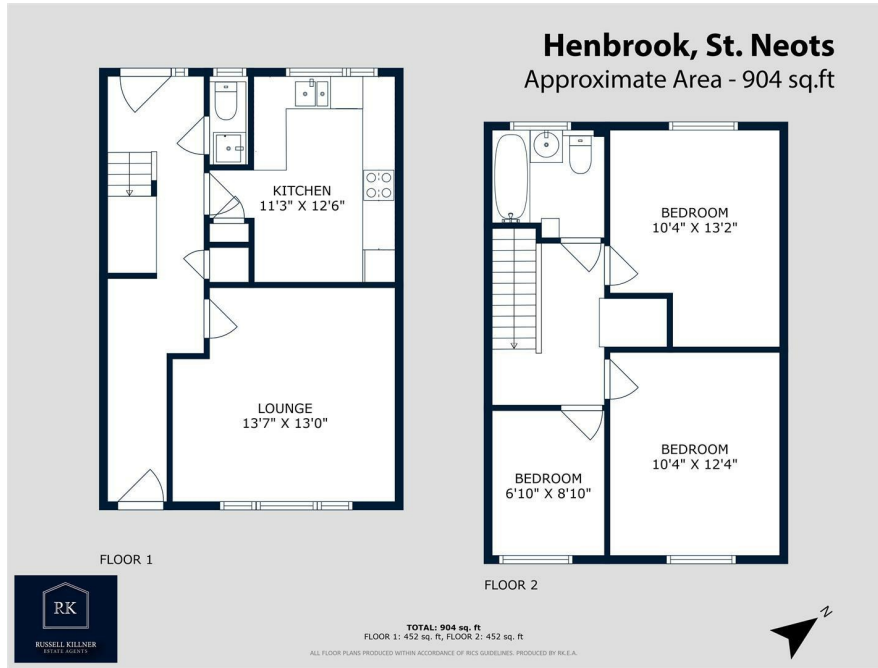 Henbrook, St. Neots
Approximate Area - 904 sq.ft
KITCHEN
11'3" X 12'6"
LOUNGE
13'7" X 13'0"
FLOOR 1
BEDROOM
10'4" X 13'2"
BEDROOM
10'4" X 12'4"
BEDROOM
6'10" X 8'10"
FLOOR 2
RK
RUSSELL KILLNER
ESTATE AGENTS
TOTAL: 904 sq. ft
FLOOR 1: 452 sq. ft, FLOOR 2: 452 sq. ft
ALL FLOOR PLANS PRODUCED WITHIN ACCORDANCE OF RICS GUIDELINES. PRODUCED BY RK.E.A.
N